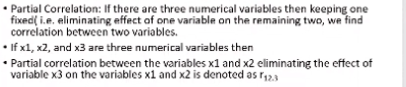 • Partial Correlation: If there are three numerical variables then keeping one
fixed( i.e. eliminating effect of one variable on the remaining two, we find
correlation between two variables.
• If x1, x2, and x3 are three numerical variables then
• Partial correlation between the variables x1 and x2 eliminating the effect of
variable x3 on the variables x1 and x2 is denoted as r₁₂.₃